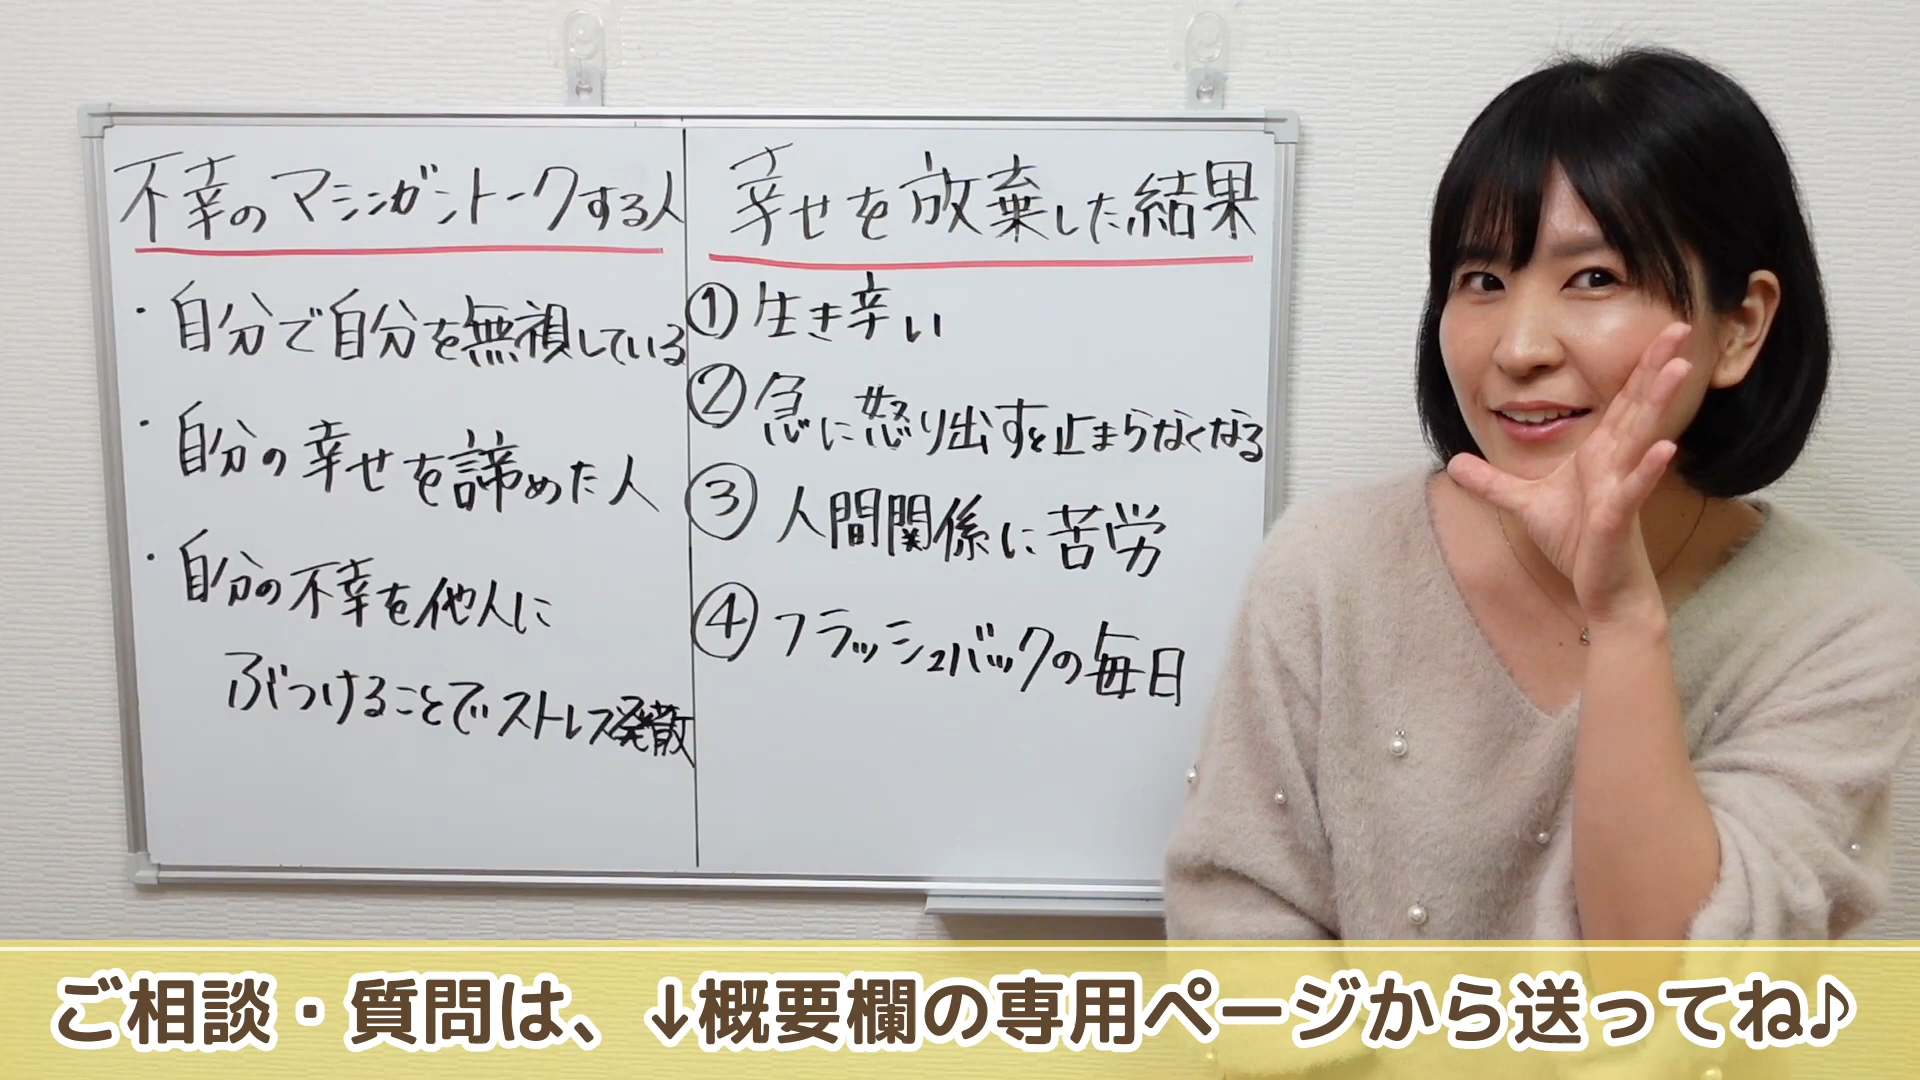 不幸のマシンガントークする人
・自分で自分を無視している
・自分の幸せを諦めた人
・自分の不幸を他人に
ぶつけることでストレス発散
幸せを放棄した結果
①生き辛い
②急に怒り出すと止まらなくなる
③人間関係に苦労
④フラッシュバックの毎日
ご相談・質問は、↓概要欄の専用ページから送ってね♪